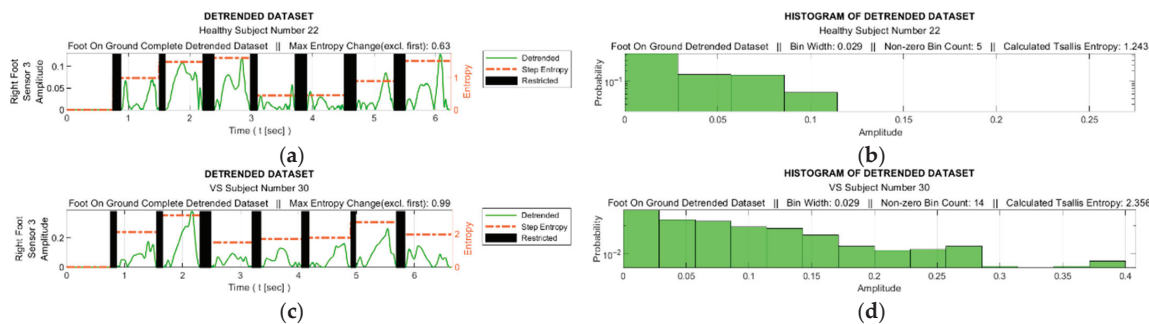 DETRENDED DATASET
Healthy Subject Number 22
Foot On Ground Complete Detrended Dataset || Max Entropy Change(excl. first): 0.63
Right Foot
Sensor 3
Amplitude
0.1
0.05
0
1
0
Entropy
0 1 2 3 4 5 6
Time ( t [sec] )
Detrended
Step Entropy
Restricted
(a)
HISTOGRAM OF DETRENDED DATASET
Healthy Subject Number 22
Foot On Ground Detrended Dataset || Bin Width: 0.029 || Non-zero Bin Count: 5 || Calculated Tsallis Entropy: 1.243
Probability
10-1
0 0.05 0.1 0.15 0.2 0.25
Amplitude
(b)
DETRENDED DATASET
VS Subject Number 30
Foot On Ground Complete Detrended Dataset || Max Entropy Change(excl. first): 0.99
Right Foot
Sensor 3
Amplitude
0.2
0
2
0
Entropy
0 1 2 3 4 5 6
Time ( t [sec] )
Detrended
Step Entropy
Restricted
(c)
HISTOGRAM OF DETRENDED DATASET
VS Subject Number 30
Foot On Ground Detrended Dataset || Bin Width: 0.029 || Non-zero Bin Count: 14 || Calculated Tsallis Entropy: 2.356
Probability
10-2
0 0.05 0.1 0.15 0.2 0.25 0.3 0.35 0.4
Amplitude
(d)